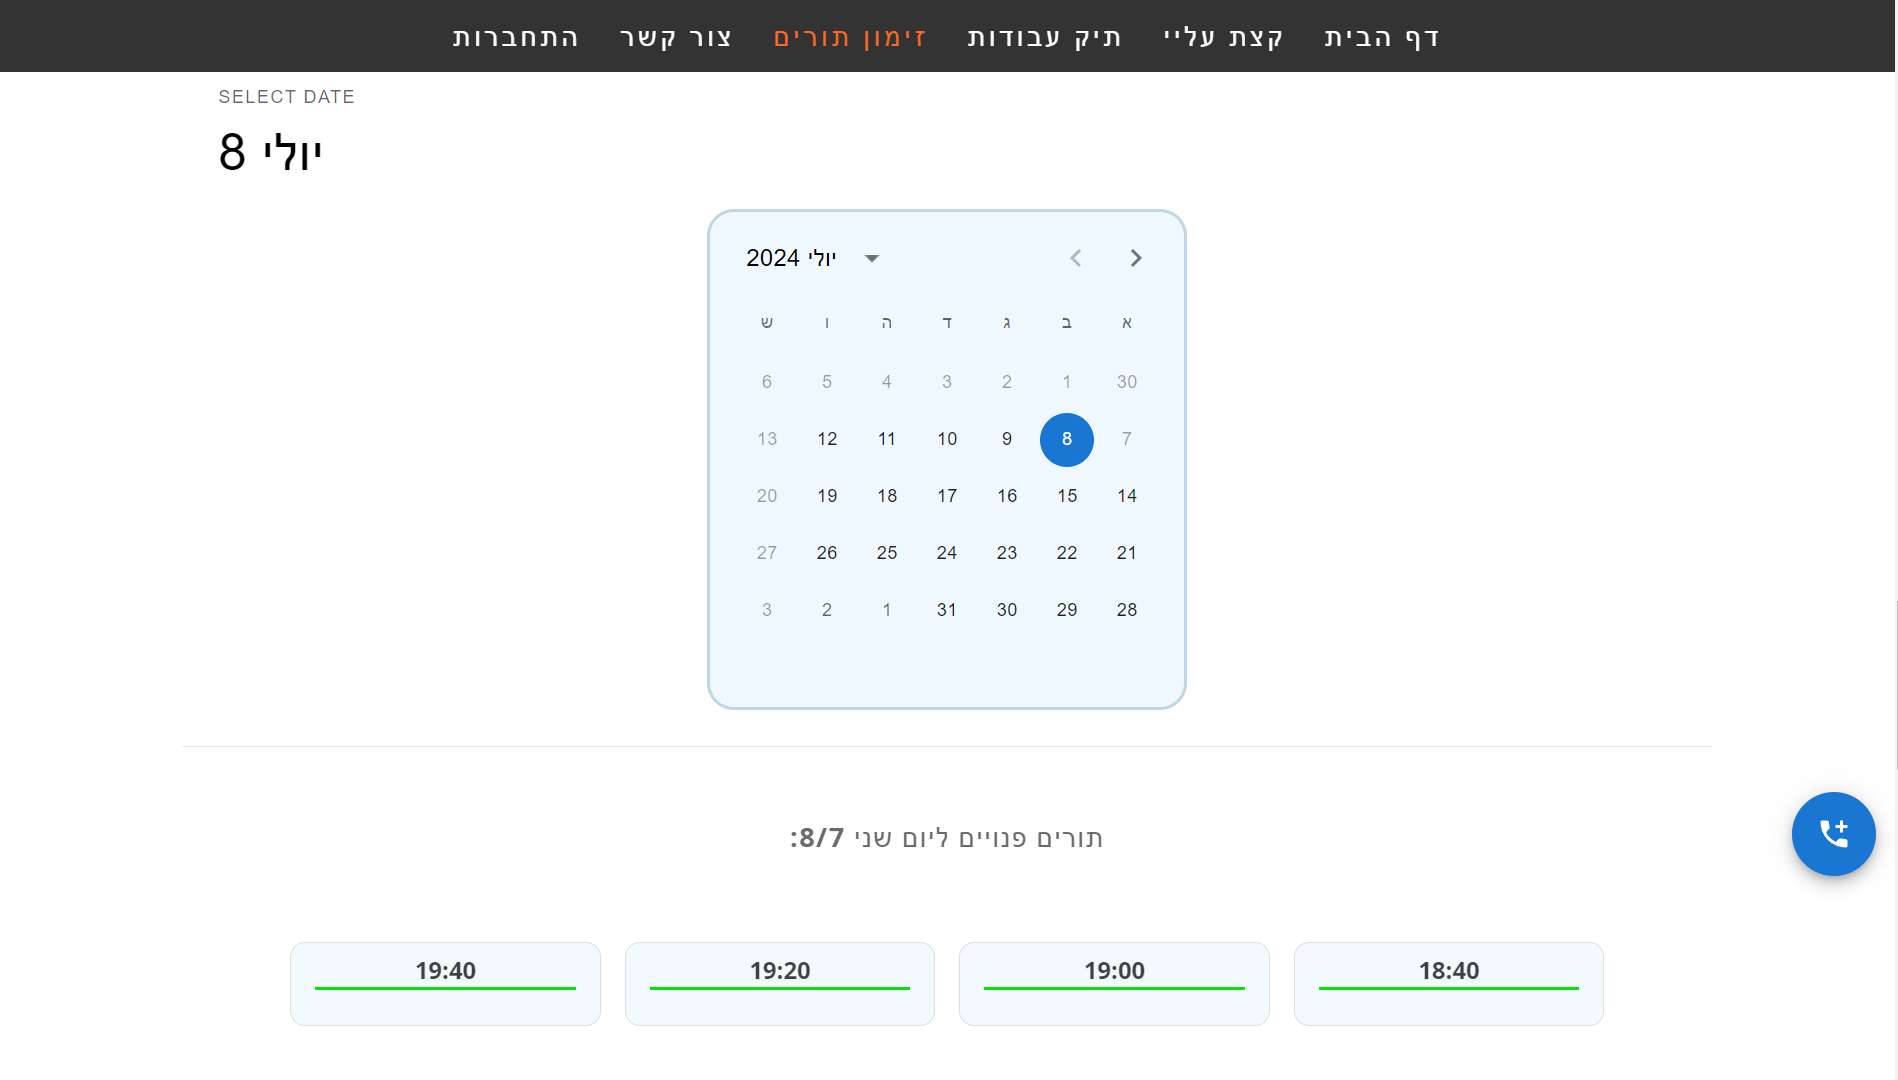 דף הבית קצת עליי תיק עבודות זימון תורים צור קשר התחברות
SELECT DATE
8 יולי
יולי 2024
א ב ג ד ה ו ש
30 1 2 3 4 5 6
7 8 9 10 11 12 13
14 15 16 17 18 19 20
21 22 23 24 25 26 27
28 29 30 31 1 2 3
תורים פנויים ליום שני 8/7:
18:40 19:00 19:20 19:40